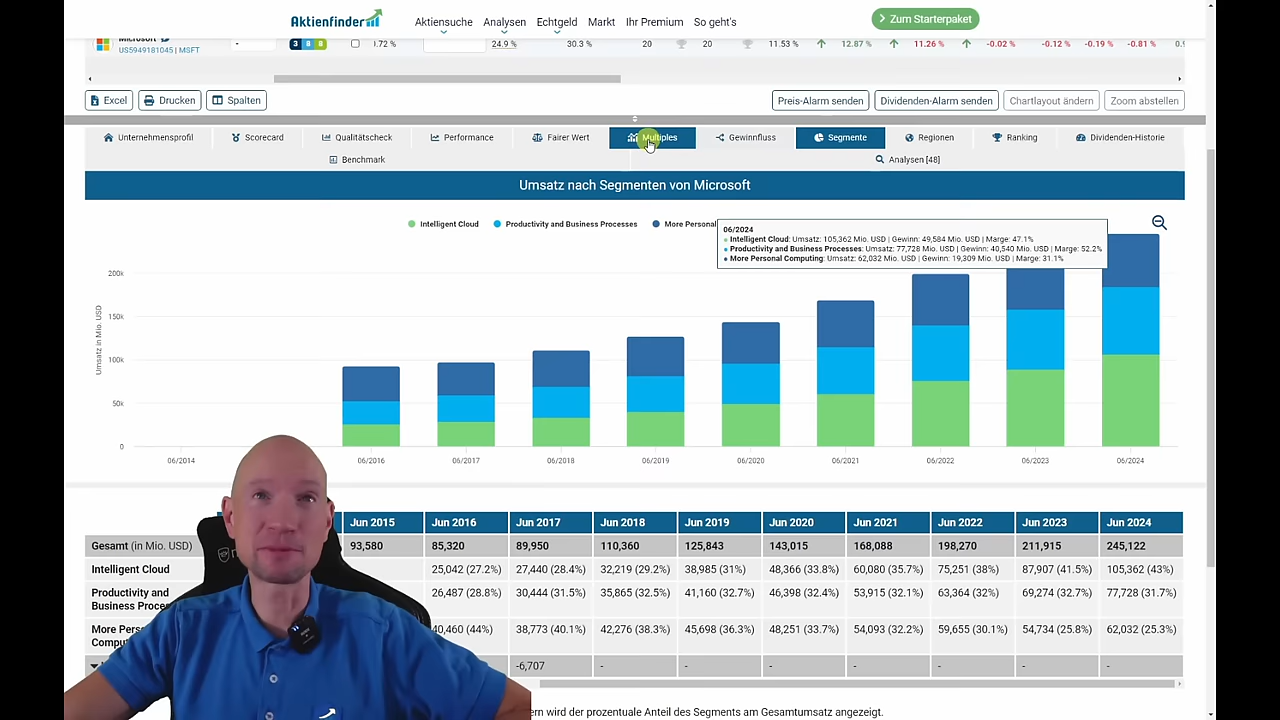 Aktienfinder
Aktiensuche Analysen Echtgeld Markt Ihr Premium So geht's
Zum Starterpaket
Microsoft
US5949181045 | MSFT
- 3 8 8 1.72 % 24.9 % 30.3 % 20 20 11.53 % 12.87 % 11.26 % -0.02 % -0.12 % -0.19 % -0.81 %
Excel Drucken Spalten Preis-Alarm senden Dividenden-Alarm senden Chartlayout ändern Zoom abstellen
Unternehmensprofil Scorecard Qualitätscheck Performance Fairer Wert Multiples Gewinnfluss Segmente Regionen Ranking Dividenden-Historie
Benchmark Analysen [48]
Umsatz nach Segmenten von Microsoft
Intelligent Cloud Productivity and Business Processes More Personal
06/2024
Intelligent Cloud: Umsatz: 105,362 Mio. USD | Gewinn: 49,584 Mio. USD | Marge: 47.1%
Productivity and Business Processes: Umsatz: 77,728 Mio. USD | Gewinn: 40,540 Mio. USD | Marge: 52.2%
More Personal Computing: Umsatz: 62,032 Mio. USD | Gewinn: 19,309 Mio. USD | Marge: 31.1%
Umsatz in Mio. USD
200k
150k
100k
50k
0
06/2014 06/2016 06/2017 06/2018 06/2019 06/2020 06/2021 06/2022 06/2023 06/2024
Jun 2015 Jun 2016 Jun 2017 Jun 2018 Jun 2019 Jun 2020 Jun 2021 Jun 2022 Jun 2023 Jun 2024
Gesamt (in Mio. USD) 93,580 85,320 89,950 110,360 125,843 143,015 168,088 198,270 211,915 245,122
Intelligent Cloud 25,042 (27.2%) 27,440 (28.4%) 32,219 (29.2%) 38,985 (31%) 48,366 (33.8%) 60,080 (35.7%) 75,251 (38%) 87,907 (41.5%) 105,362 (43%)
Productivity and 26,487 (28.8%) 30,444 (31.5%) 35,865 (32.5%) 41,160 (32.7%) 46,398 (32.4%) 53,915 (32.1%) 63,364 (32%) 69,274 (32.7%) 77,728 (31.7%)
Business Proces
More Pers 40,460 (44%) 38,773 (40.1%) 42,276 (38.3%) 45,698 (36.3%) 48,251 (33.7%) 54,093 (32.2%) 59,655 (30.1%) 54,734 (25.8%) 62,032 (25.3%)
Compu
-6,707 - - - - - - -
ern wird der prozentuale Anteil des Segments am Gesamtumsatz angezeigt.